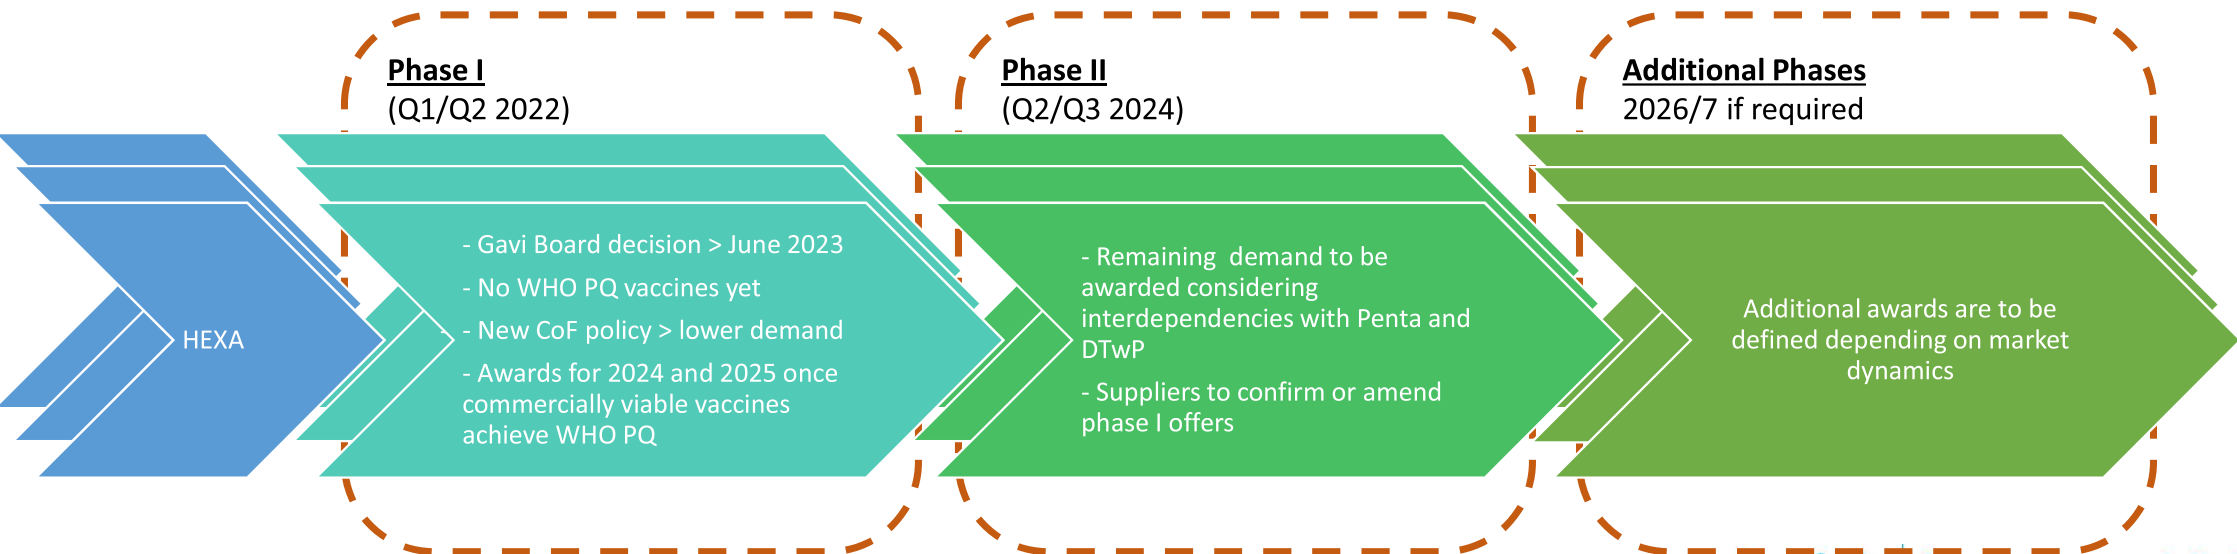 Phase I
(Q1/Q2 2022)
Phase II
(Q2/Q3 2024)
Additional Phases
2026/7 if required
HEXA
- Gavi Board decision > June 2023
- No WHO PQ vaccines yet
- New CoF policy > lower demand
- Awards for 2024 and 2025 once
commercially viable vaccines
achieve WHO PQ
- Remaining  demand to be
awarded considering
interdependencies with Penta and
DTwP
- Suppliers to confirm or amend
phase I offers
Additional awards are to be
defined depending on market
dynamics